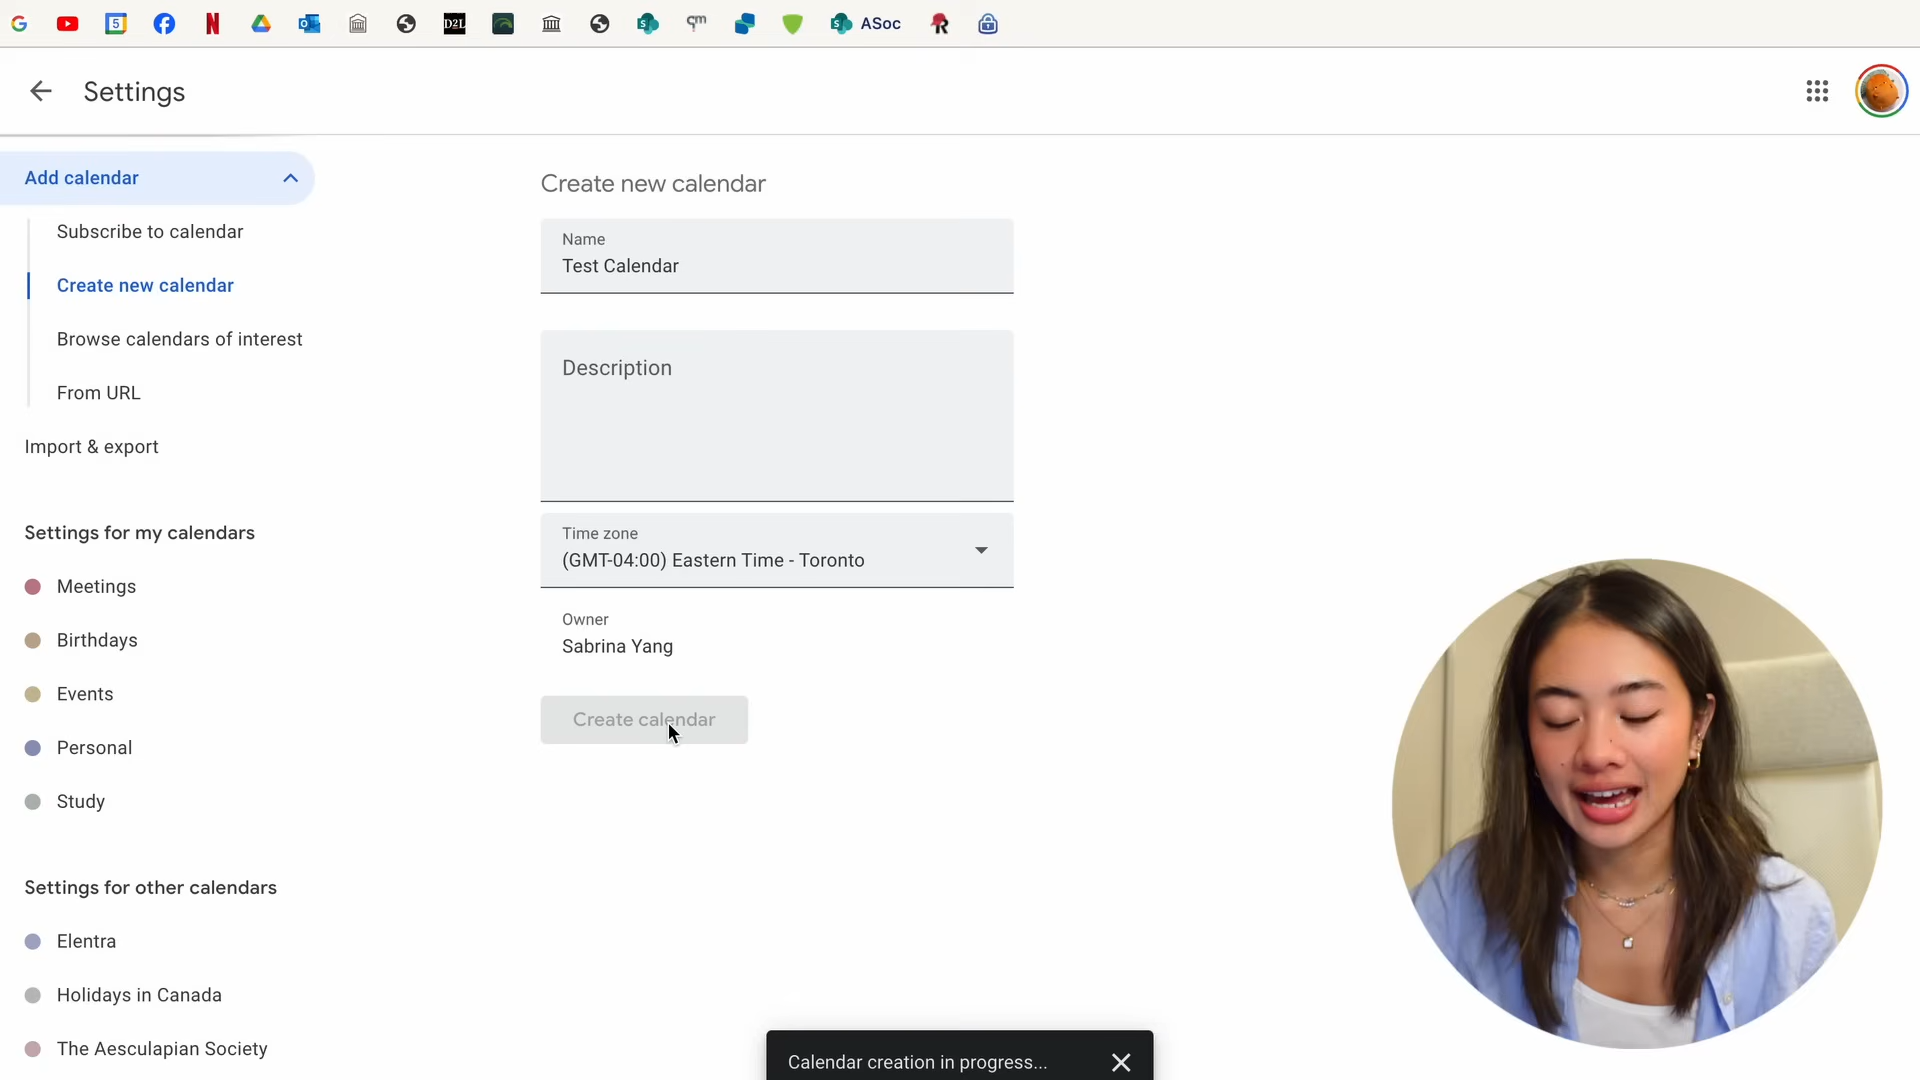 5
D2L
S
qm
S ASoc
Settings
Add calendar
Subscribe to calendar
Create new calendar
Browse calendars of interest
From URL
Import & export
Settings for my calendars
Meetings
Birthdays
Events
Personal
Study
Settings for other calendars
Elentra
Holidays in Canada
The Aesculapian Society
Create new calendar
Name
Test Calendar
Description
Time zone
(GMT-04:00) Eastern Time - Toronto
Owner
Sabrina Yang
Create calendar
Calendar creation in progress...